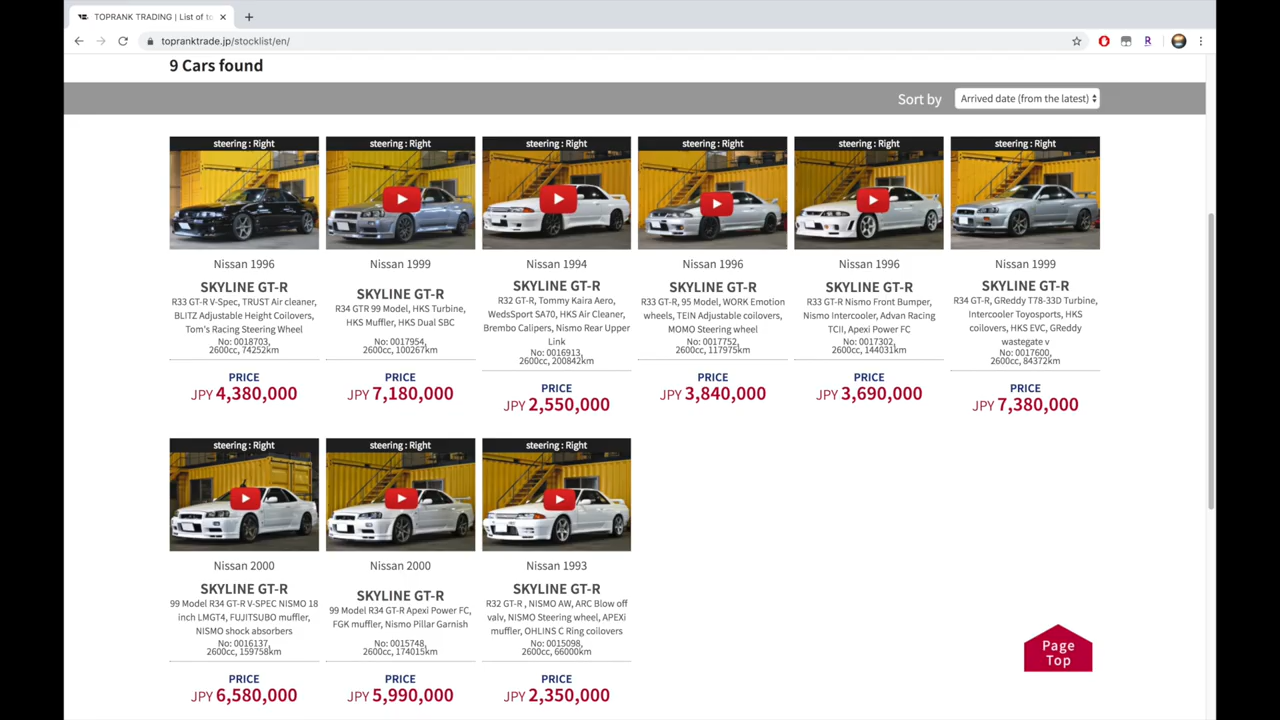 TOPRANK TRADING | List of to
topranktrade.jp/stocklist/en/
R
9 Cars found
Sort by
Arrived date (from the latest)
steering : Right
Nissan 1996
SKYLINE GT-R
R33 GT-R V-Spec, TRUST Air cleaner,
BLITZ Adjustable Height Coilovers,
Tom's Racing Steering Wheel
No: 0018703,
2600cc, 74252km
PRICE
JPY 4,380,000
steering : Right
Nissan 1999
SKYLINE GT-R
R34 GTR 99 Model, HKS Turbine,
HKS Muffler, HKS Dual SBC
No: 0017954,
2600cc, 100267km
PRICE
JPY 7,180,000
steering : Right
Nissan 1994
SKYLINE GT-R
R32 GT-R, Tommy Kaira Aero,
WedsSport SA70, HKS Air Cleaner,
Brembo Calipers, Nismo Rear Upper
Link
No: 0016913,
2600cc, 200842km
PRICE
JPY 2,550,000
steering : Right
Nissan 1996
SKYLINE GT-R
R33 GT-R, 95 Model, WORK Emotion
wheels, TEIN Adjustable coilovers,
MOMO Steering wheel
No: 0017752,
2600cc, 117975km
PRICE
JPY 3,840,000
steering : Right
Nissan 1996
SKYLINE GT-R
R33 GT-R Nismo Front Bumper,
Nismo Intercooler, Advan Racing
TCII, Apexi Power FC
No: 0017302,
2600cc, 144031km
PRICE
JPY 3,690,000
steering : Right
Nissan 1999
SKYLINE GT-R
R34 GT-R, GReddy T78-33D Turbine,
Intercooler Toyosports, HKS
coilovers, HKS EVC, GReddy
wastegate v
No: 0017600,
2600cc, 84372km
PRICE
JPY 7,380,000
steering : Right
Nissan 2000
SKYLINE GT-R
99 Model R34 GT-R V-SPEC NISMO 18
inch LMGT4, FUJITSUBO muffler,
NISMO shock absorbers
No: 0016137,
2600cc, 159758km
PRICE
JPY 6,580,000
steering : Right
Nissan 2000
SKYLINE GT-R
99 Model R34 GT-R Apexi Power FC,
FGK muffler, Nismo Pillar Garnish
No: 0015748,
2600cc, 174015km
PRICE
JPY 5,990,000
steering : Right
Nissan 1993
SKYLINE GT-R
R32 GT-R , NISMO AW, ARC Blow off
valv, NISMO Steering wheel, APEXi
muffler, OHLINS C Ring coilovers
No: 0015098,
2600cc, 66000km
PRICE
JPY 2,350,000
Page
Top